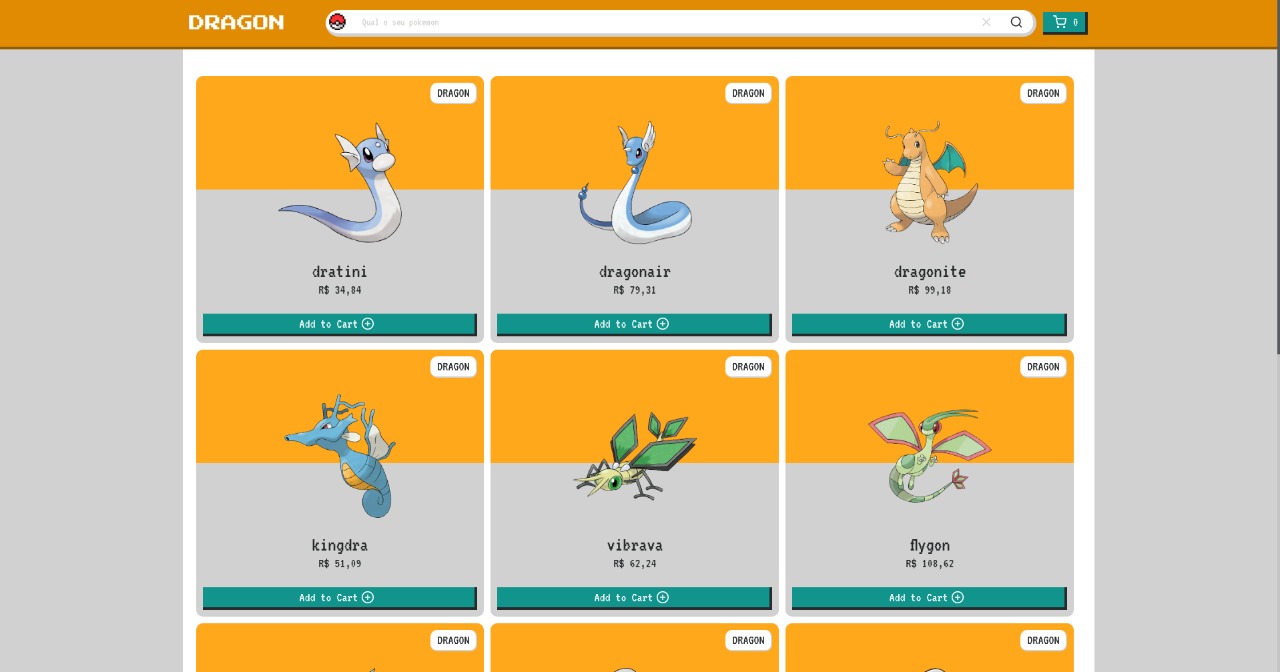 DRAGON
Qual o seu pokemon
0
DRAGON
DRAGON
DRAGON
dratini
dragonair
dragonite
R$ 34,84
R$ 79,31
R$ 99,18
Add to Cart
Add to Cart
Add to Cart
DRAGON
DRAGON
DRAGON
kingdra
vibrava
flygon
R$ 51,09
R$ 62,24
R$ 108,62
Add to Cart
Add to Cart
Add to Cart
DRAGON
DRAGON
DRAGON